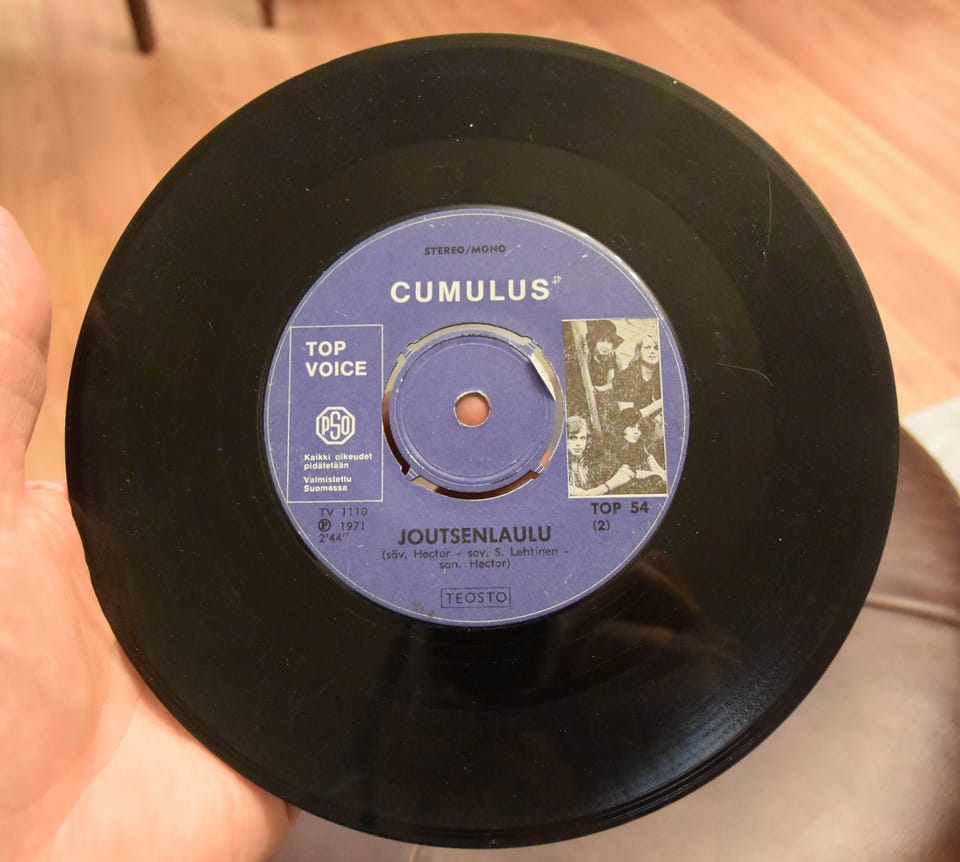 STEREO/MONO
CUMULUS
TOP
VOICE
PSO
Kaikki oikeudet
pidätetään
Valmistettu
Suomessa
TV 1110
Ⓟ 1971
2'44''
TOP 54
(2)
JOUTSENLAULU
(säv. Hector - sov. S. Lehtinen -
san. Hector)
TEOSTO